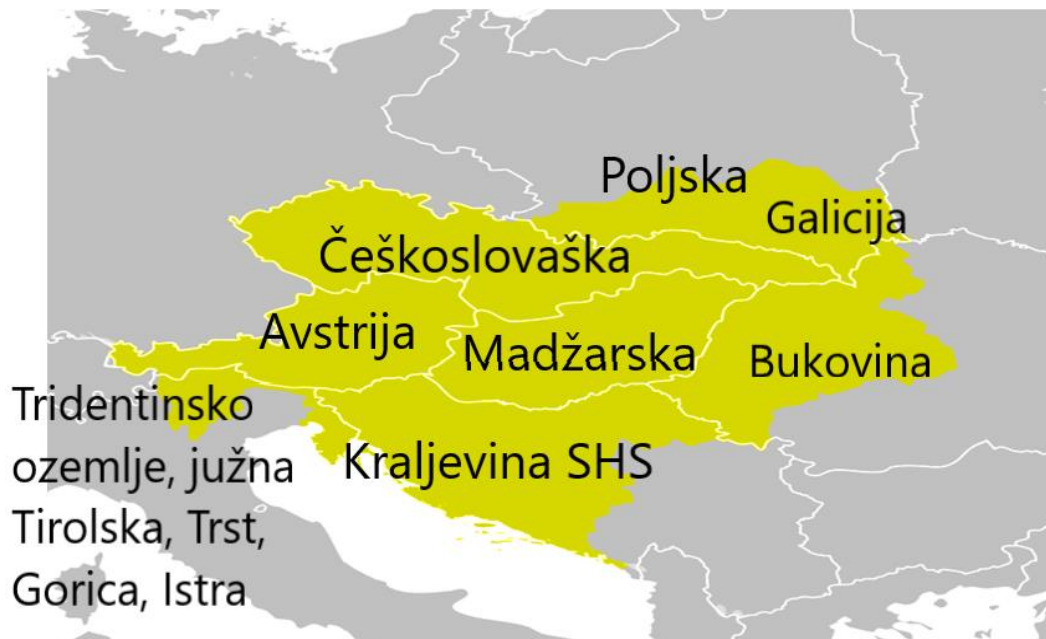 Poljska
Galicija
Češkoslovaška
Avstrija
Madžarska
Bukovina
Tridentinsko
ozemlje, južna
Tirolska, Trst,
Gorica, Istra
Kraljevina SHS